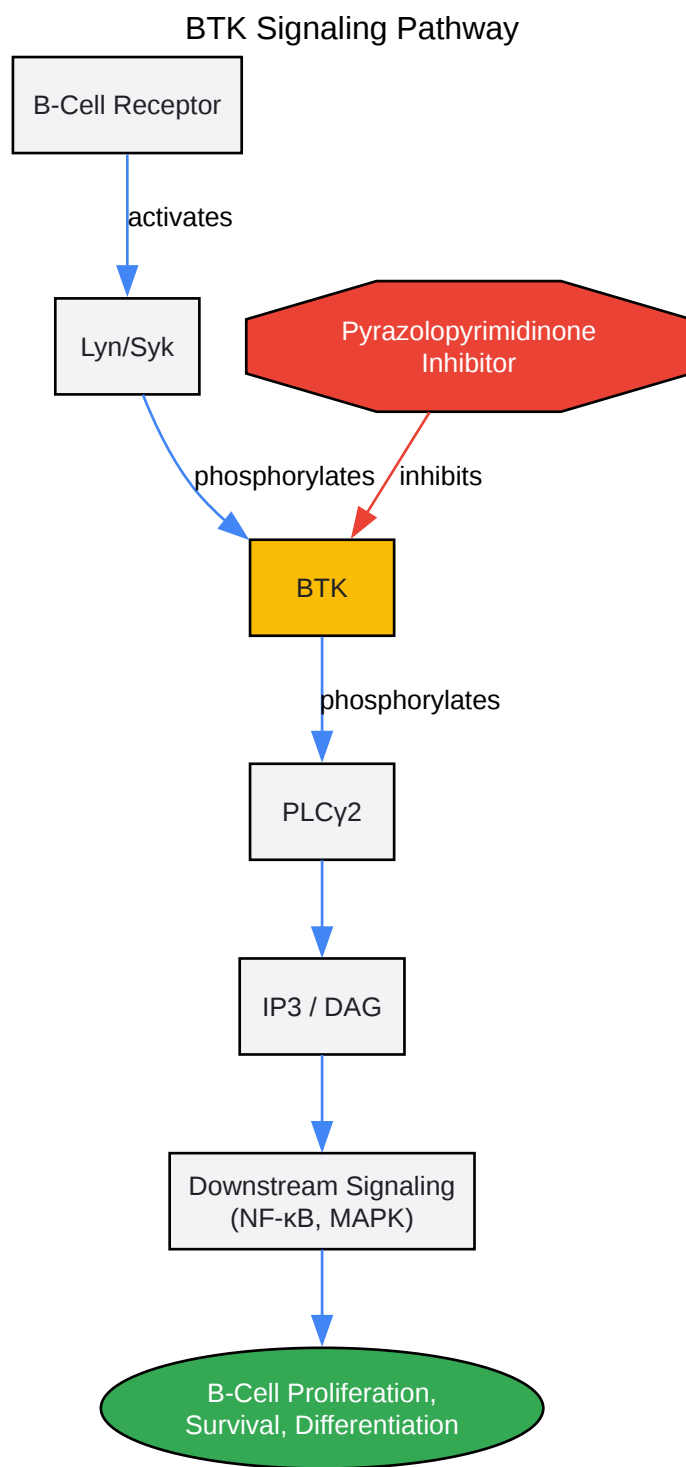 BTK Signaling Pathway
B-Cell Receptor
activates
Lyn/Syk
Pyrazolopyrimidinone
Inhibitor
phosphorylates
inhibits
BTK
phosphorylates
PLCγ2
IP3 / DAG
Downstream Signaling
(NF-κB, MAPK)
B-Cell Proliferation,
Survival, Differentiation